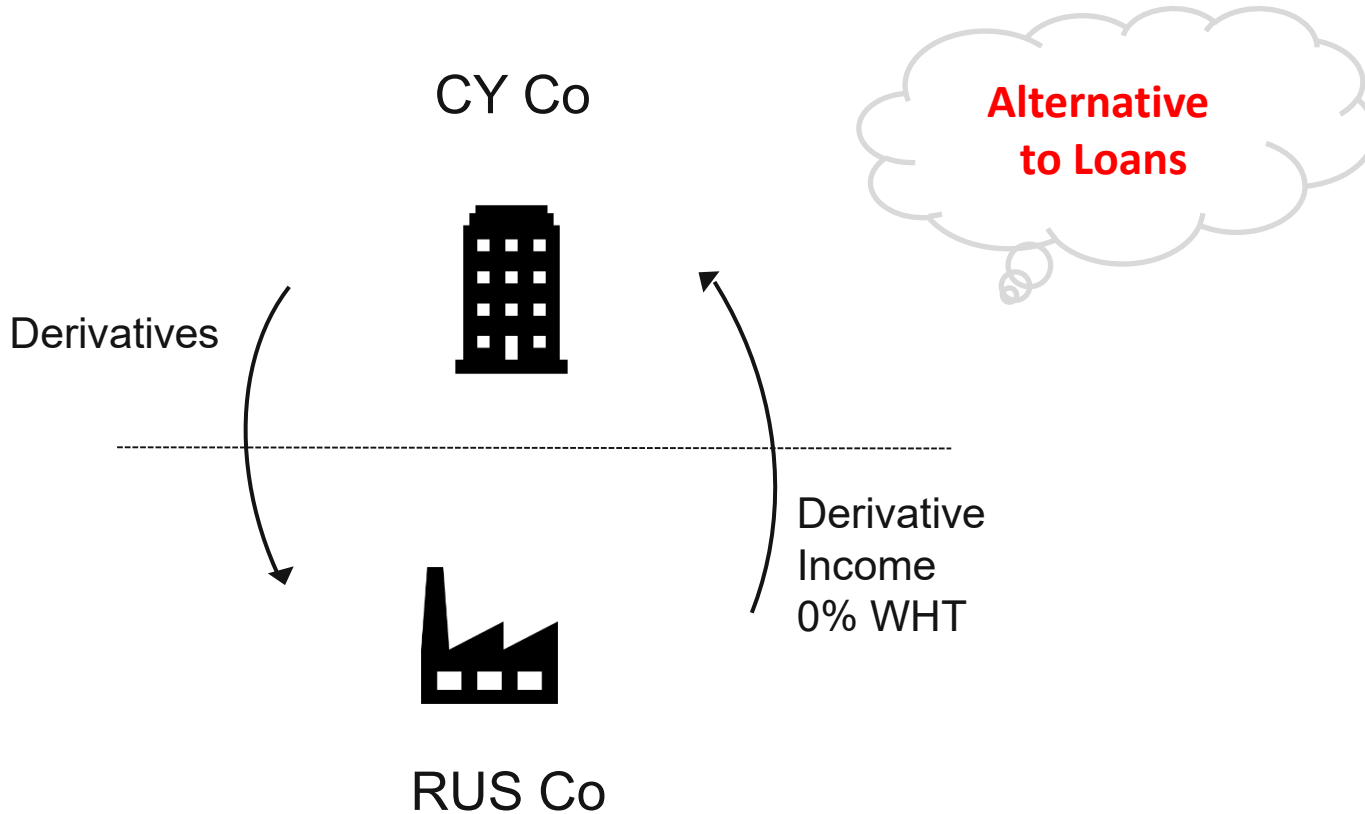 CY Co
Alternative
to Loans
Derivatives
Derivative
Income
0% WHT
RUS Co